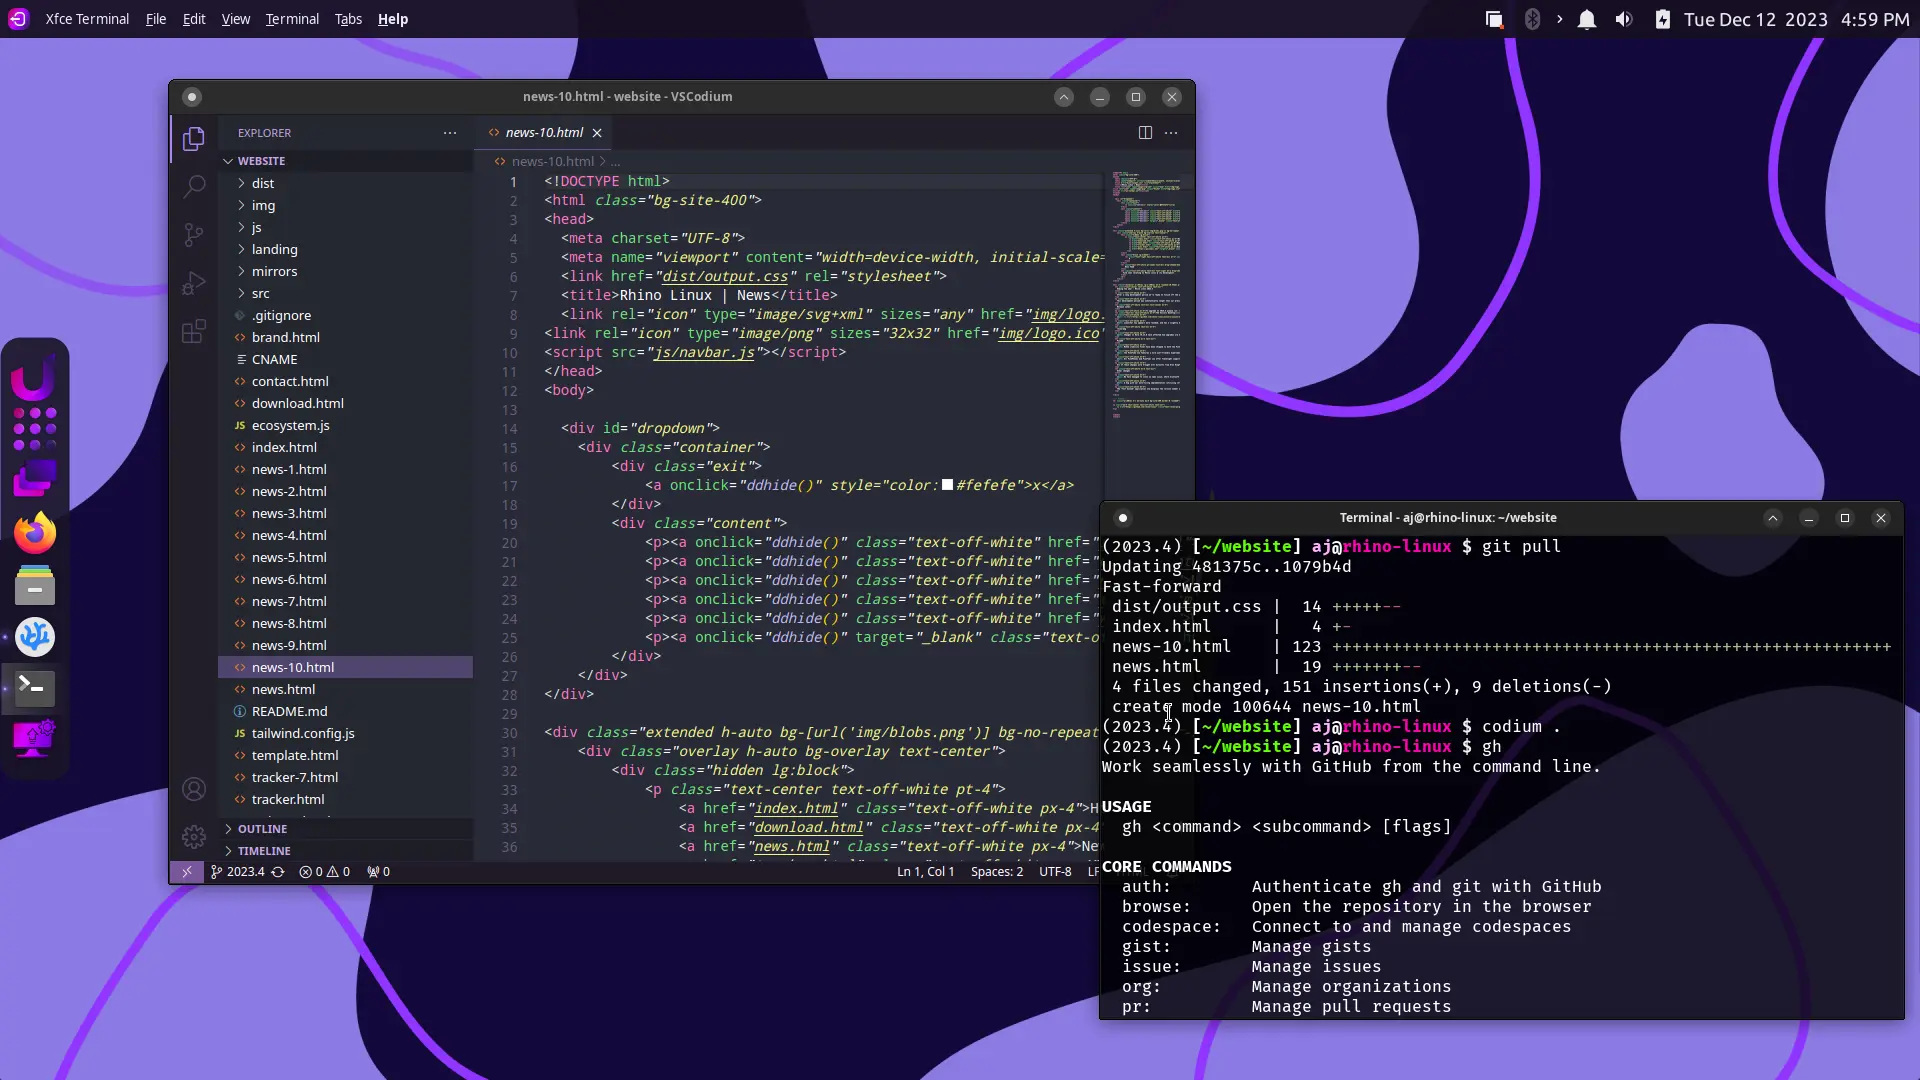 Xfce Terminal File Edit View Terminal Tabs Help
Tue Dec 12 2023 4:59 PM
news-10.html - website - VSCodium
EXPLORER
WEBSITE
dist
img
js
landing
mirrors
src
.gitignore
brand.html
CNAME
contact.html
download.html
ecosystem.js
index.html
news-1.html
news-2.html
news-3.html
news-4.html
news-5.html
news-6.html
news-7.html
news-8.html
news-9.html
news-10.html
news.html
README.md
tailwind.config.js
template.html
tracker-7.html
tracker.html
OUTLINE
TIMELINE
news-10.html
news-10.html > ...
1 <!DOCTYPE html>
2 <html class="bg-site-400">
3 <head>
4 <meta charset="UTF-8">
5 <meta name="viewport" content="width=device-width, initial-scale=
6 <link href="dist/output.css" rel="stylesheet">
7 <title>Rhino Linux | News</title>
8 <link rel="icon" type="image/svg+xml" sizes="any" href="img/logo.
9 <link rel="icon" type="image/png" sizes="32x32" href="img/logo.ico"
10 <script src="js/navbar.js"></script>
11 </head>
12 <body>
13
14 <div id="dropdown">
15 <div class="container">
16 <div class="exit">
17 <a onclick="ddhide()" style="color:#fefefe">x</a>
18 </div>
19 <div class="content">
20 <p><a onclick="ddhide()" class="text-off-white" href="
21 <p><a onclick="ddhide()" class="text-off-white" href="
22 <p><a onclick="ddhide()" class="text-off-white" href="
23 <p><a onclick="ddhide()" class="text-off-white" href="
24 <p><a onclick="ddhide()" class="text-off-white" href="
25 <p><a onclick="ddhide()" target="_blank" class="text-o
26 </div>
27 </div>
28 </div>
29
30 <div class="extended h-auto bg-[url('img/blobs.png')] bg-no-repeat
31 <div class="overlay h-auto bg-overlay text-center">
32 <div class="hidden lg:block">
33 <p class="text-center text-off-white pt-4">
34 <a href="index.html" class="text-off-white px-4">H
35 <a href="download.html" class="text-off-white px-4
36 <a href="news.html" class="text-off-white px-4">Ne
2023.4 0 0 0
Ln 1, Col 1 Spaces: 2 UTF-8 LF
Terminal - aj@rhino-linux: ~/website
(2023.4) [~/website] aj@rhino-linux $ git pull
Updating 481375c..1079b4d
Fast-forward
dist/output.css | 14 +++++--
index.html | 4 +-
news-10.html | 123 ++++++++++++++++++++++++++++++++++++++++++++++++++++++++
news.html | 19 +++++++--
4 files changed, 151 insertions(+), 9 deletions(-)
create mode 100644 news-10.html
(2023.4) [~/website] aj@rhino-linux $ codium .
(2023.4) [~/website] aj@rhino-linux $ gh
Work seamlessly with GitHub from the command line.
USAGE
gh <command> <subcommand> [flags]
CORE COMMANDS
auth: Authenticate gh and git with GitHub
browse: Open the repository in the browser
codespace: Connect to and manage codespaces
gist: Manage gists
issue: Manage issues
org: Manage organizations
pr: Manage pull requests